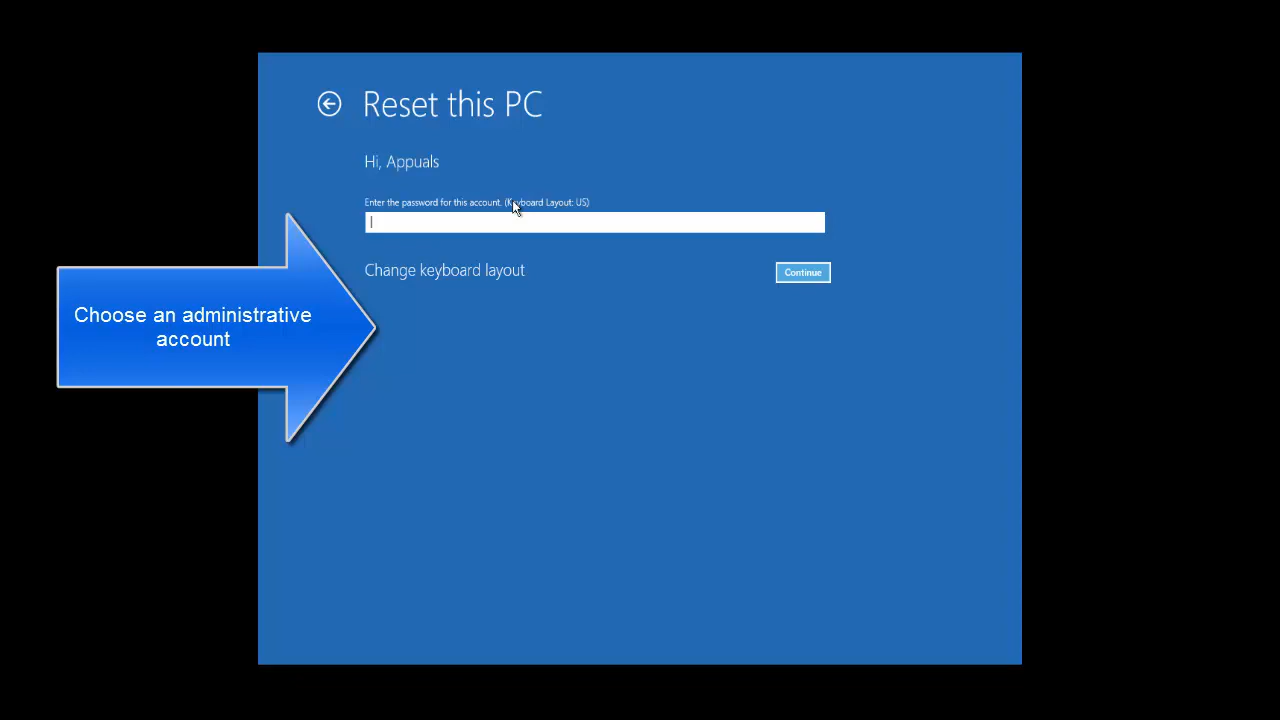 Reset this PC
Hi, Appuals
Enter the password for this account. (Keyboard Layout: US)
Change keyboard layout
Continue
Choose an administrative
account